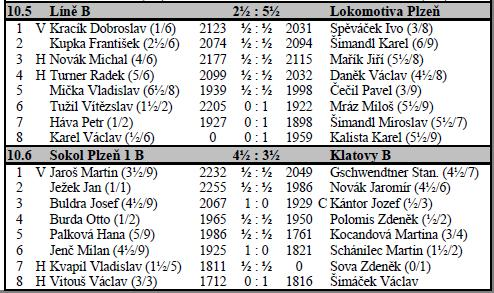 10.5 Líně B 2½ : 5½ Lokomotiva Plzeň
1 V Kracík Dobroslav (1/6) 2123 ½ : ½ 2031 Spěváček Ivo (3/8)
2 Kupka František (2½/6) 2074 ½ : ½ 2094 Šimandl Karel (6/9)
3 H Novák Michal (4/6) 2177 ½ : ½ 2115 Mařík Jiří (5½/8)
4 H Turner Radek (5/6) 2099 ½ : ½ 2032 Daněk Václav (4½/8)
5 Mička Vladislav (6½/8) 1939 ½ : ½ 1998 Čečil Pavel (3/9)
6 Tužil Vítězslav (1½/2) 2205 0 : 1 1922 Mráz Miloš (5½/9)
7 Háva Petr (1/2) 1927 0 : 1 1898 Šimandl Miroslav (5½/7)
8 Karel Václav (½/6) 0 0 : 1 1959 Kalista Karel (5½/9)
10.6 Sokol Plzeň 1 B 4½ : 3½ Klatovy B
1 V Jaroš Martin (3½/9) 2232 ½ : ½ 2049 Gschwendtner Stan. (4½/7)
2 Ježek Jan (1/1) 2255 ½ : ½ 1986 Novák Jaromír (4½/6)
3 Buldra Josef (4½/9) 2067 1 : 0 1929 C Kántor Jozef (½/3)
4 Burda Otto (1/2) 1965 ½ : ½ 1950 Polomis Zdeněk (½/2)
5 Palková Hana (5/9) 1986 ½ : ½ 1761 Kocandová Martina (3/4)
6 Jenč Milan (4½/9) 1925 1 : 0 1821 Schánilec Martin (1½/2)
7 H Kvapil Vladislav (1½/5) 1811 ½ : ½ 0 Sova Zdeněk (0/1)
8 H Vitouš Václav (3/3) 1712 0 : 1 1816 Šimáček Václav